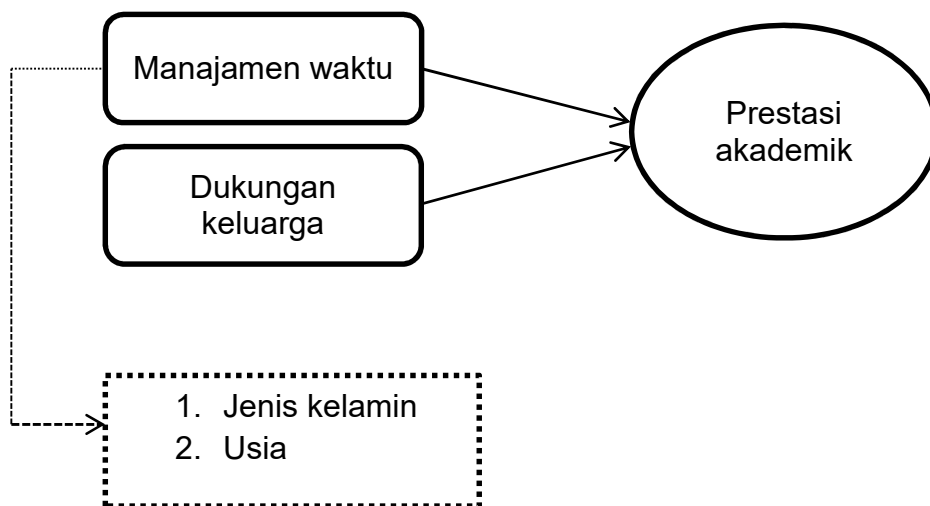 Manajamen waktu
Dukungan
keluarga
Prestasi
akademik
1. Jenis kelamin
2. Usia